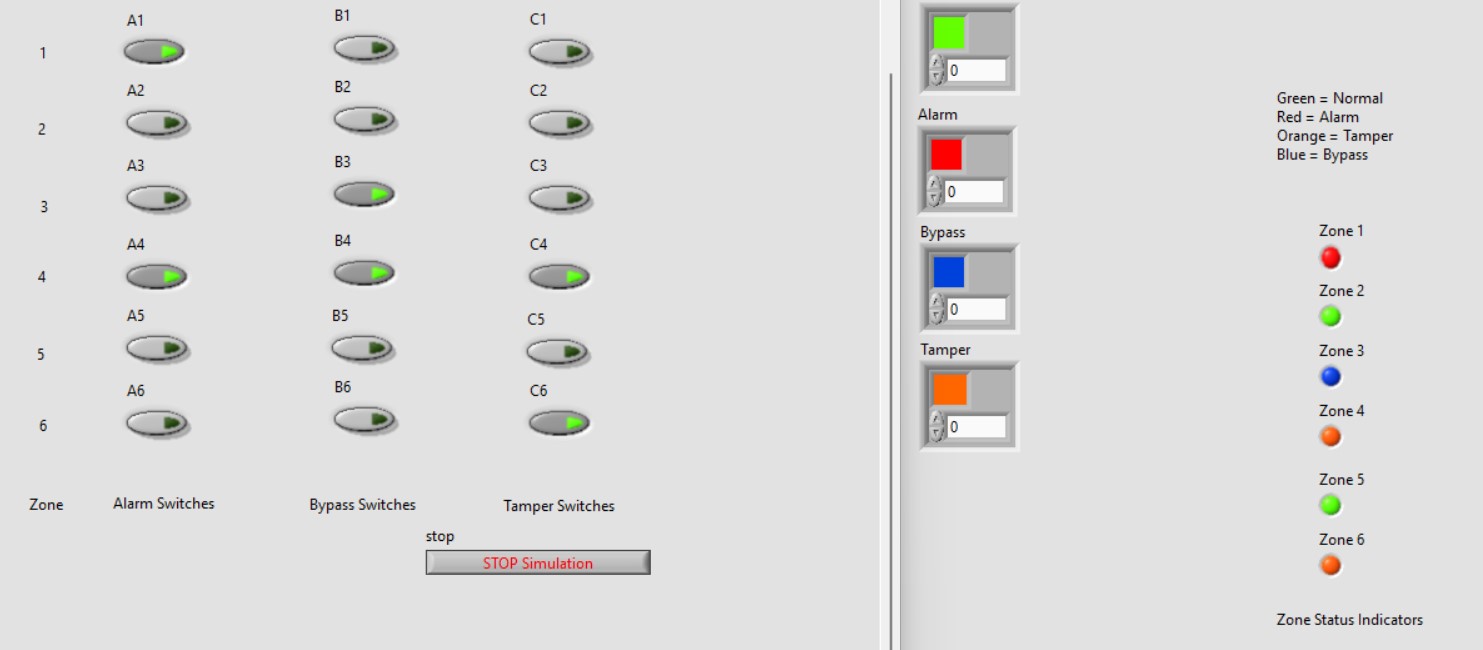 A1 B1 C1
1
A2 B2 C2
2
A3 B3 C3
3
A4 B4 C4
4
A5 B5 C5
5
A6 B6 C6
6
Zone Alarm Switches Bypass Switches Tamper Switches
stop
STOP Simulation
0
Alarm
0
Bypass
0
Tamper
0
Green = Normal
Red = Alarm
Orange = Tamper
Blue = Bypass
Zone 1
Zone 2
Zone 3
Zone 4
Zone 5
Zone 6
Zone Status Indicators